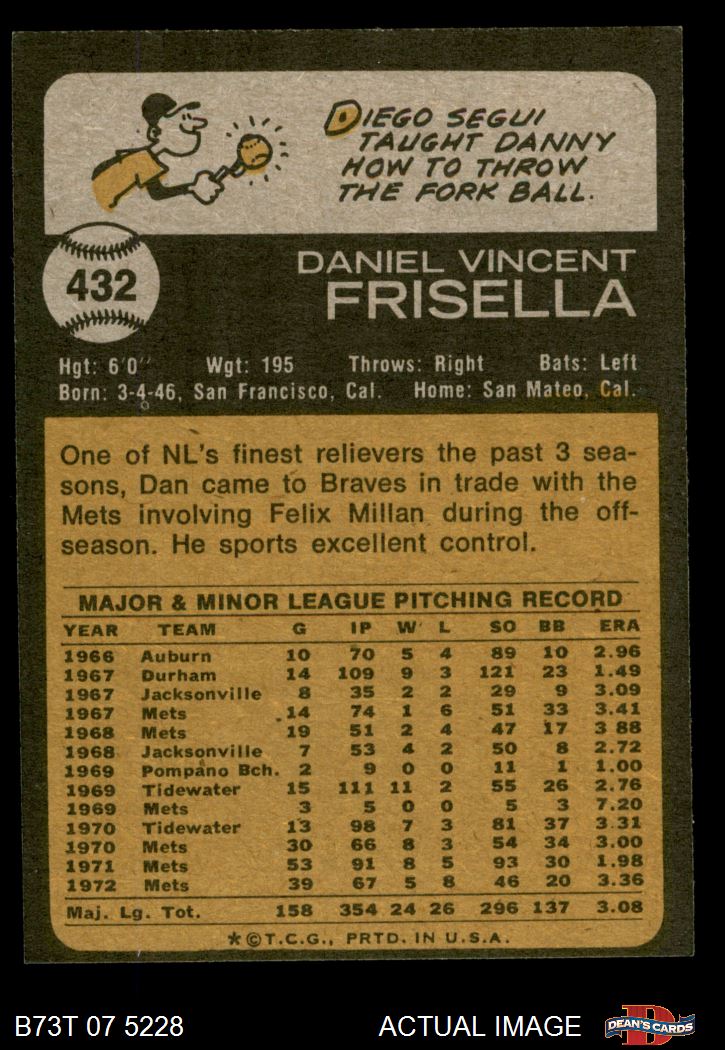 DIEGO SEGUI
TAUGHT DANNY
HOW TO THROW
THE FORK BALL.
432
DANIEL VINCENT
FRISELLA
Hgt: 6'0" Wgt: 195 Throws: Right Bats: Left
Born: 3-4-46, San Francisco, Cal. Home: San Mateo, Cal.
One of NL's finest relievers the past 3 sea-
sons, Dan came to Braves in trade with the
Mets involving Felix Millan during the off-
season. He sports excellent control.
MAJOR & MINOR LEAGUE PITCHING RECORD
YEAR TEAM G IP W L SO BB ERA
1966 Auburn 10 70 5 4 89 10 2.96
1967 Durham 14 109 9 3 121 23 1.49
1967 Jacksonville 8 35 2 2 29 9 3.09
1967 Mets 14 74 1 6 51 33 3.41
1968 Mets 19 51 2 4 47 17 3 88
1968 Jacksonville 7 53 4 2 50 8 2.72
1969 Pompano Bch. 2 9 0 0 11 1 1.00
1969 Tidewater 15 111 11 2 55 26 2.76
1969 Mets 3 5 0 0 5 3 7.20
1970 Tidewater 13 98 7 3 81 37 3.31
1970 Mets 30 66 8 3 54 34 3.00
1971 Mets 53 91 8 5 93 30 1.98
1972 Mets 39 67 5 8 46 20 3.36
Maj. Lg. Tot. 158 354 24 26 296 137 3.08
*©T.C.G., PRTD. IN U.S.A.
B73T 07 5228 ACTUAL IMAGE DEAN'S CARDS